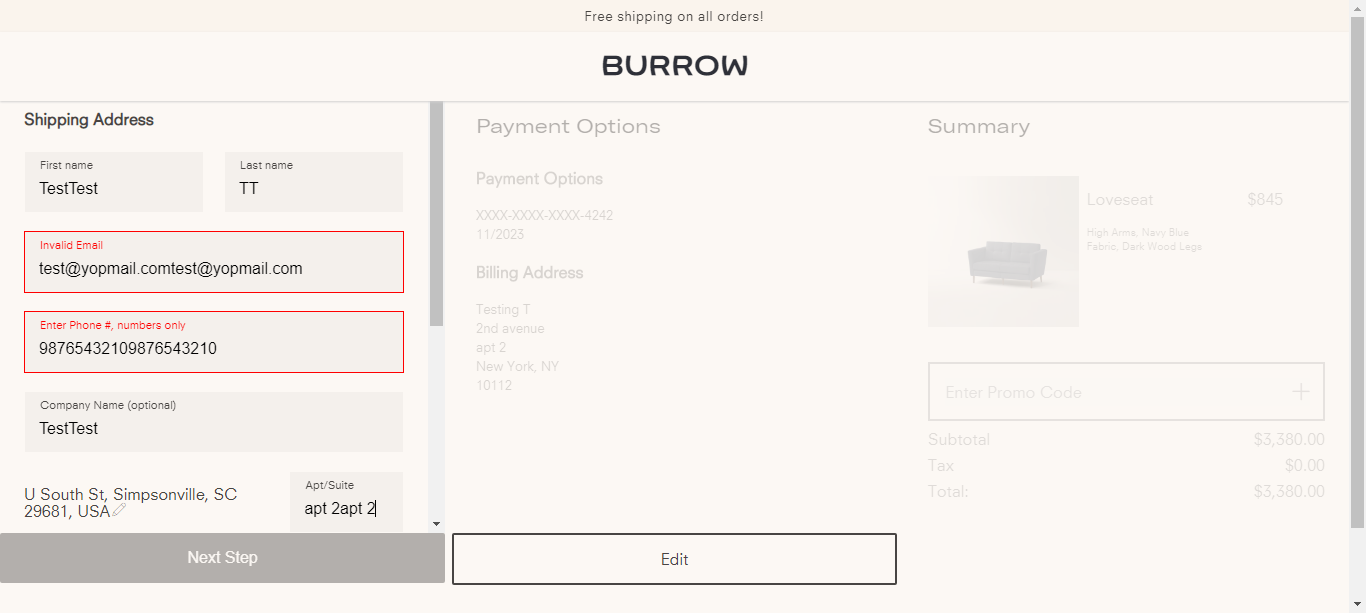 Free shipping on all orders!
BURROW
Shipping Address
First name
TestTest
Last name
TT
Invalid Email
test@yopmail.comtest@yopmail.com
Enter Phone #, numbers only
98765432109876543210
Company Name (optional)
TestTest
U South St, Simpsonville, SC
29681, USA
Apt/Suite
apt 2apt 2
Next Step
Payment Options
Payment Options
XXXX-XXXX-XXXX-4242
11/2023
Billing Address
Testing T
2nd avenue
apt 2
New York, NY
10112
Edit
Summary
Loveseat $845
High Arms, Navy Blue
Fabric, Dark Wood Legs
Enter Promo Code
Subtotal $3,380.00
Tax $0.00
Total: $3,380.00